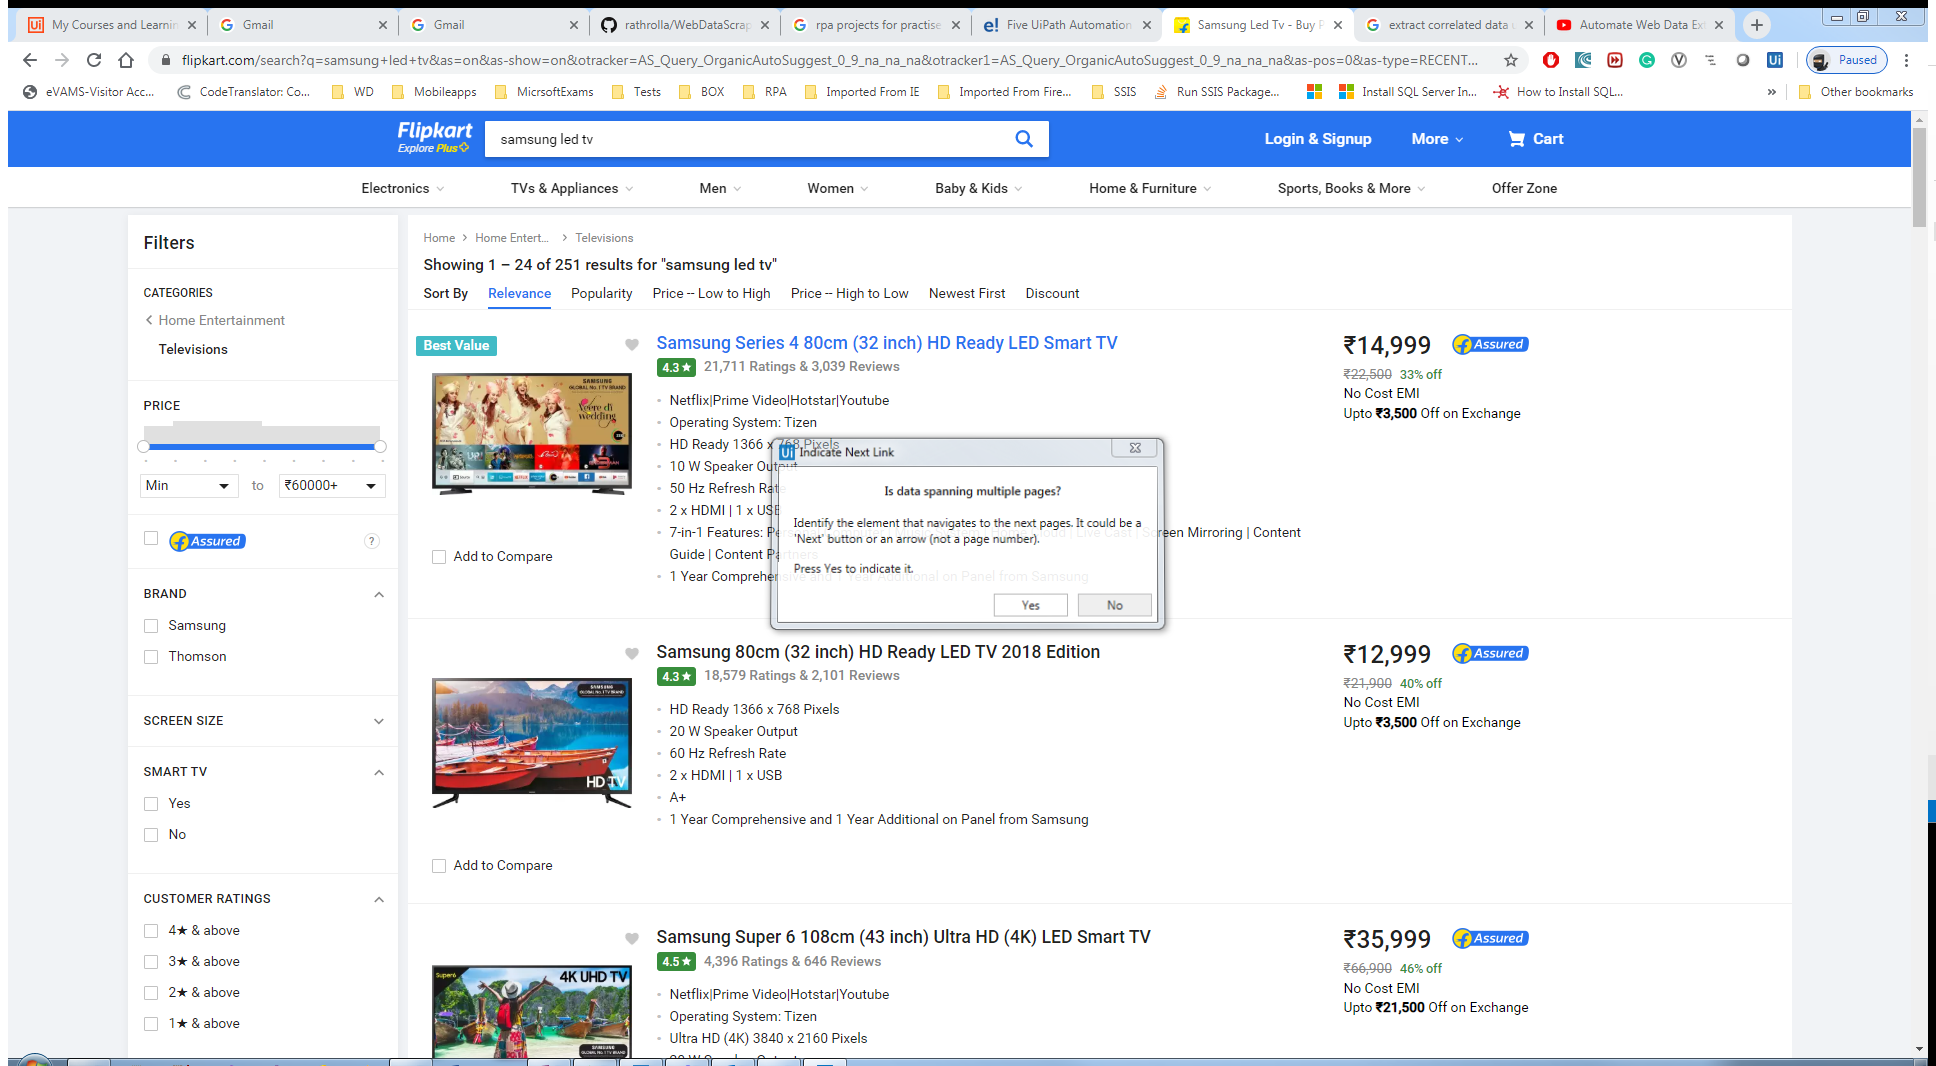 My Courses and Learnin
Gmail
Gmail
rathrolla/WebDataScrap
rpa projects for practise
Five UiPath Automation
Samsung Led Tv - Buy P
extract correlated data u
Automate Web Data Ex
flipkart.com/search?q=samsung+led+tv&as=on&as-show=on&otracker=AS_Query_OrganicAutoSuggest_0_9_na_na_na&otracker1=AS_Query_OrganicAutoSuggest_0_9_na_na_na&as-pos=0&as-type=RECENT...
Paused
eVAMS-Visitor Acc...
CodeTranslator: Co...
WD
Mobileapps
MicrsoftExams
Tests
BOX
RPA
Imported From IE
Imported From Fire...
SSIS
Run SSIS Package...
Install SQL Server In...
How to Install SQL...
Other bookmarks
Flipkart
Explore Plus
samsung led tv
Login & Signup
More
Cart
Electronics
TVs & Appliances
Men
Women
Baby & Kids
Home & Furniture
Sports, Books & More
Offer Zone
Filters
CATEGORIES
Home Entertainment
Televisions
PRICE
Min
to
₹60000+
Assured
?
BRAND
Samsung
Thomson
SCREEN SIZE
SMART TV
Yes
No
CUSTOMER RATINGS
4★ & above
3★ & above
2★ & above
1★ & above
Home > Home Entert... > Televisions
Showing 1 – 24 of 251 results for "samsung led tv"
Sort By Relevance Popularity Price -- Low to High Price -- High to Low Newest First Discount
Best Value
Samsung Series 4 80cm (32 inch) HD Ready LED Smart TV
4.3★ 21,711 Ratings & 3,039 Reviews
Netflix|Prime Video|Hotstar|Youtube
Operating System: Tizen
HD Ready 1366 x 768 Pixels
10 W Speaker Output
50 Hz Refresh Rate
2 x HDMI | 1 x USB
7-in-1 Features: Live Cast | Screen Mirroring | Content
Guide | Content Partners
1 Year Comprehensive and 1 Year Additional on Panel from Samsung
Add to Compare
₹14,999 Assured
₹22,500 33% off
No Cost EMI
Upto ₹3,500 Off on Exchange
Indicate Next Link
Is data spanning multiple pages?
Identify the element that navigates to the next pages. It could be a
'Next' button or an arrow (not a page number).
Press Yes to indicate it.
Yes
No
Samsung 80cm (32 inch) HD Ready LED TV 2018 Edition
4.3★ 18,579 Ratings & 2,101 Reviews
HD Ready 1366 x 768 Pixels
20 W Speaker Output
60 Hz Refresh Rate
2 x HDMI | 1 x USB
A+
1 Year Comprehensive and 1 Year Additional on Panel from Samsung
HD TV
Add to Compare
₹12,999 Assured
₹21,900 40% off
No Cost EMI
Upto ₹3,500 Off on Exchange
Samsung Super 6 108cm (43 inch) Ultra HD (4K) LED Smart TV
4.5★ 4,396 Ratings & 646 Reviews
Netflix|Prime Video|Hotstar|Youtube
Operating System: Tizen
Ultra HD (4K) 3840 x 2160 Pixels
Super6
4K UHD TV
₹35,999 Assured
₹66,900 46% off
No Cost EMI
Upto ₹21,500 Off on Exchange